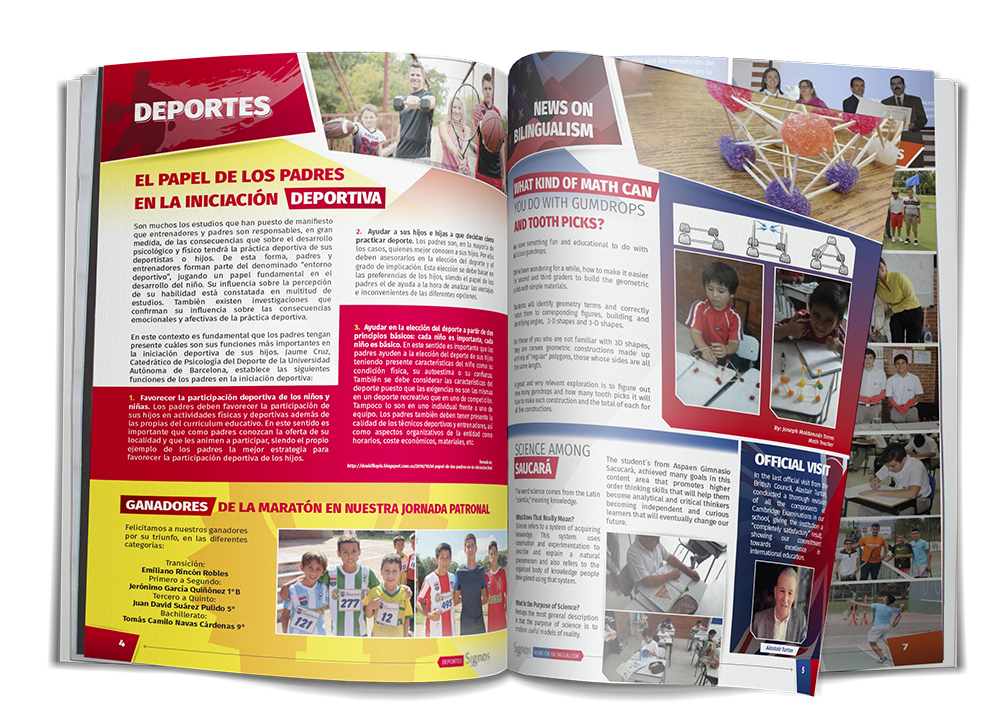 DEPORTES
EL PAPEL DE LOS PADRES
EN LA INICIACIÓN DEPORTIVA
Son muchos los estudios que han puesto de manifiesto
que entrenadores y padres son responsables, en gran
medida, de las consecuencias que sobre el desarrollo
psicológico y físico tendrá la práctica deportiva de sus
deportistas o hijos. De esta forma, padres y
entrenadores forman parte del denominado "entorno
deportivo", jugando un papel fundamental en el
desarrollo del niño. Su influencia sobre la percepción
de su habilidad está constatada en multitud de
estudios. También existen investigaciones que
confirman su influencia sobre las consecuencias
emocionales y afectivas de la práctica deportiva.
En este contexto es fundamental que los padres tengan
presente cuáles son sus funciones más importantes en
la iniciación deportiva de sus hijos. Jaume Cruz,
Catedrático de Psicología del Deporte de la Universidad
Autónoma de Barcelona, establece las siguientes
funciones de los padres en la iniciación deportiva:
1. Favorecer la participación deportiva de los niños y
niñas. Los padres deben favorecer la participación de
sus hijos en actividades físicas y deportivas además de
las propias del curriculum educativo. En este sentido es
importante que como padres conozcan la oferta de su
localidad y que les animen a participar, siendo el propio
ejemplo de los padres la mejor estrategia para
favorecer la participación deportiva de los hijos.
2. Ayudar a sus hijos e hijas a que decidan cómo
practicar deporte. Los padres son, en la mayoría de
los casos, quienes mejor conocen a sus hijos. Por ello
deben asesorarlos en la elección del deporte y el
grado de implicación. Esta elección se debe basar en
las preferencias de los hijos, siendo el papel de los
padres el de ayuda a la hora de analizar las ventajas
e inconvenientes de las diferentes opciones.
3. Ayudar en la elección del deporte a partir de dos
principios básicos: cada niño es importante, cada
niño es básico. En este sentido es importante que los
padres ayuden a la elección del deporte de sus hijos
teniendo presente características del niño como su
condición física, su autoestima o su confianza.
También se debe considerar las características del
deporte puesto que las exigencias no son las mismas
en un deporte recreativo que en uno de competición.
Tampoco lo son en uno individual frente a uno de
equipo. Los padres también deben tener presente la
calidad de los técnicos deportivos y entrenadores, así
como aspectos organizativos de la entidad como
horarios, coste económicos, materiales, etc.
GANADORES DE LA MARATÓN EN NUESTRA JORNADA PATRONAL
Felicitamos a nuestros ganadores
por su triunfo, en las diferentes
categorías:
Transición:
Emiliano Rincón Robles
Primero a Segundo:
Jerónimo García Quiñónez 1°B
Tercero a Quinto:
Juan David Suárez Pulido 5°
Bachillerato:
Tomás Camilo Navas Cárdenas 9°
121
277
12
495
4
DEPORTES Signos
NEWS ON
BILINGUALISM
WHAT KIND OF MATH CAN
YOU DO WITH GUMDROPS
AND TOOTH PICKS?
have something fun and educational to do with
gumdrops.
been wondering for a while, how to make it easier
second and third graders to build the geometric
with simple materials.
will identify geometry terms and correctly
them to corresponding figures, building and
angles, 2-D shapes and 3-D shapes.
those of you who are not familiar with 3D shapes,
they are convex geometric constructions made up
of "regular" polygons, those whose sides are all
the same length.
great and very relevant exploration is to figure out
how many gumdrops and how many tooth picks it will
take to make each construction and the total of each for
all the constructions.
By: Joseph Maldonado Torres
Math Teacher
SCIENCE AMONG
SAUCARÁ
The word science comes from the Latin
"scientia," meaning knowledge.
What Does That Really Mean?
Science refers to a system of acquiring
knowledge. This system uses
observation and experimentation to
describe and explain a natural
phenomenon and also refers to the
organized body of knowledge people
have gained using that system.
What Is the Purpose of Science?
Perhaps the most general description
is that the purpose of science is to
produce useful models of reality.
The student's from Aspaen Gimnasio
Saucará, achieved many goals in this
content area that promotes higher
order thinking skills that will help them
become analytical and critical thinkers
becoming independent and curious
learners that will eventually change our
future.
OFFICIAL VISIT
In the last official visit from the
British Council, Alastair Turtor,
conducted a thorough revision
of all the components in
Cambridge Examinations in our
school, giving the institution a
"completely satisfactory" result,
showing our commitment
towards excellence in
international education.
Alastair Turtor
Signos NEWS ON BILINGUALISM
5
7